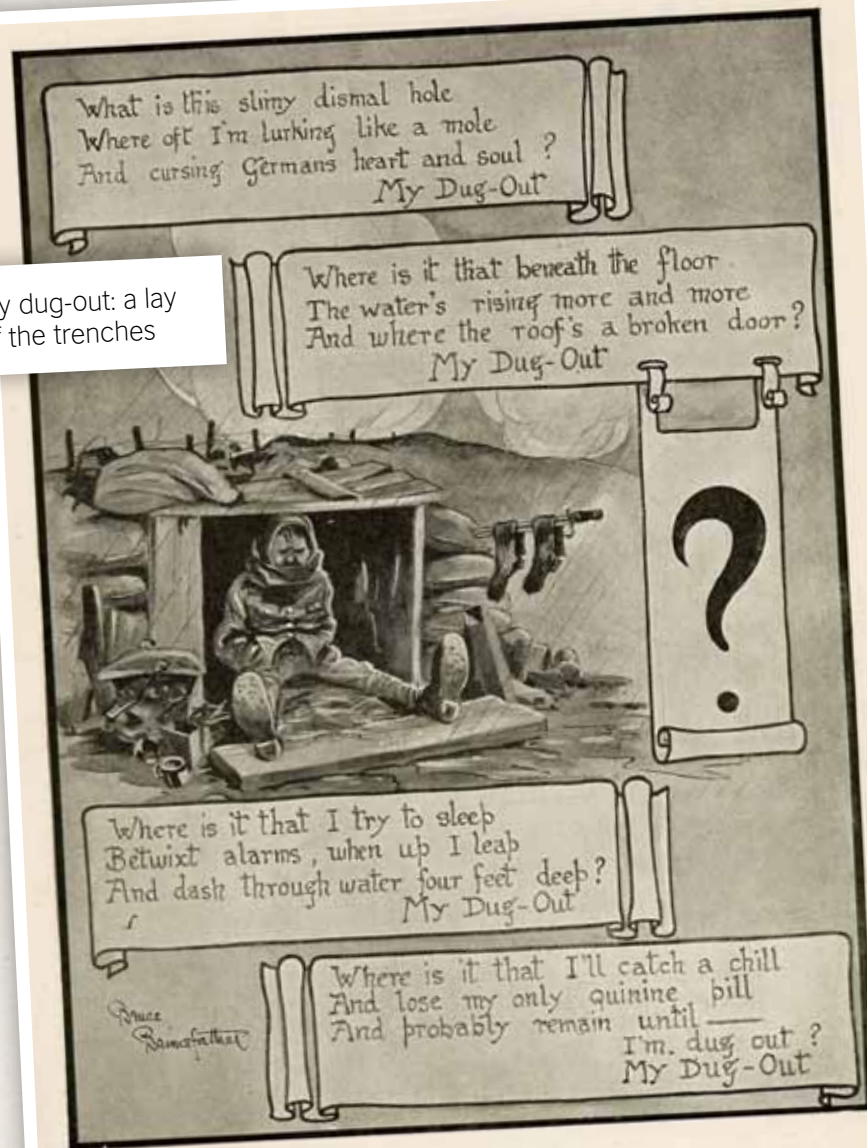 What is this slimy dismal hole
Where oft I'm lurking like a mole
And cursing Germans heart and soul ?
My Dug-Out
Where is it that beneath the floor
The water's rising more and more
And where the roof's a broken door ?
My Dug-Out
y dug-out: a lay
f the trenches
?
Where is it that I try to sleep
Betwixt alarms, when up I leap
And dash through water four feet deep ?
My Dug-Out
Where is it that I'll catch a chill
And lose my only quinine pill
And probably remain until —
I'm. dug out ?
My Dug-Out
Bruce
Bairnsfather